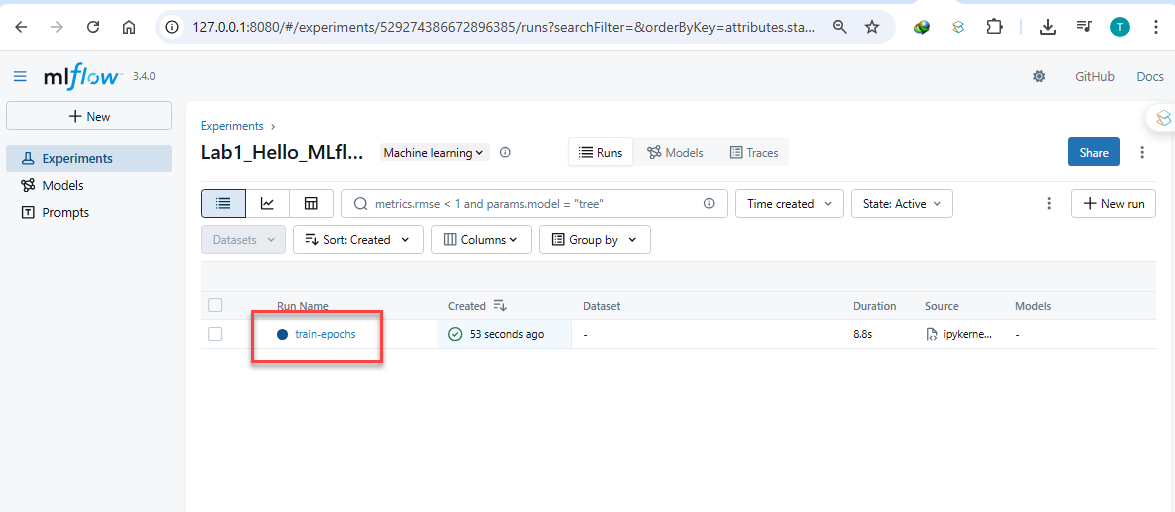 127.0.0.1:8080/#/experiments/529274386672896385/runs?searchFilter=&orderByKey=attributes.sta...
T
mlflow 3.4.0
GitHub Docs
+ New
Experiments
Models
Prompts
Experiments ›
Lab1_Hello_MLfl... Machine learning
Runs Models Traces
Share
metrics.rmse < 1 and params.model = "tree"
Time created
State: Active
+ New run
Datasets
Sort: Created
Columns
Group by
Run Name Created Dataset Duration Source Models
train-epochs 53 seconds ago - 8.8s ipykerne... -